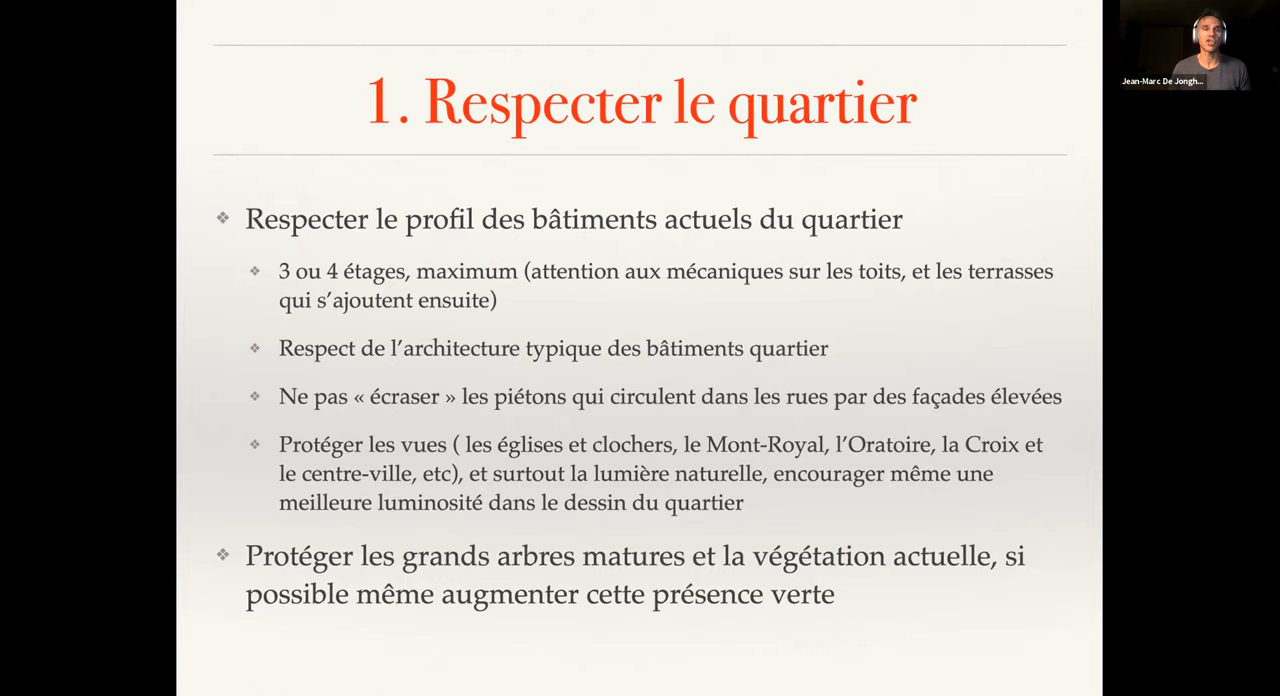 1. Respecter le quartier
Jean-Marc De Jongh...
Respecter le profil des bâtiments actuels du quartier
3 ou 4 étages, maximum (attention aux mécaniques sur les toits, et les terrasses
qui s’ajoutent ensuite)
Respect de l’architecture typique des bâtiments quartier
Ne pas « écraser » les piétons qui circulent dans les rues par des façades élevées
Protéger les vues ( les églises et clochers, le Mont-Royal, l’Oratoire, la Croix et
le centre-ville, etc), et surtout la lumière naturelle, encourager même une
meilleure luminosité dans le dessin du quartier
Protéger les grands arbres matures et la végétation actuelle, si
possible même augmenter cette présence verte